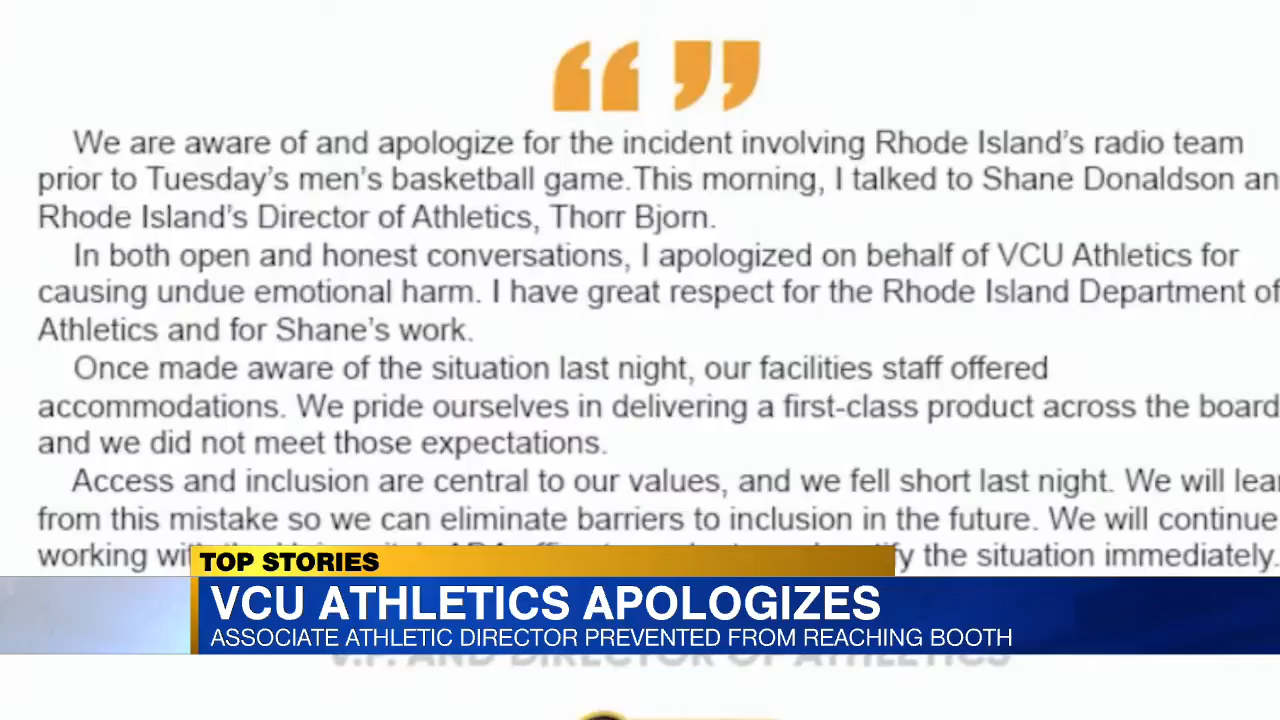 “ ”
We are aware of and apologize for the incident involving Rhode Island’s radio team
prior to Tuesday’s men’s basketball game.This morning, I talked to Shane Donaldson an
Rhode Island’s Director of Athletics, Thorr Bjorn.
In both open and honest conversations, I apologized on behalf of VCU Athletics for
causing undue emotional harm. I have great respect for the Rhode Island Department of
Athletics and for Shane’s work.
Once made aware of the situation last night, our facilities staff offered
accommodations. We pride ourselves in delivering a first-class product across the board
and we did not meet those expectations.
Access and inclusion are central to our values, and we fell short last night. We will lear
from this mistake so we can eliminate barriers to inclusion in the future. We will continue
working the situation immediately.
TOP STORIES
VCU ATHLETICS APOLOGIZES
ASSOCIATE ATHLETIC DIRECTOR PREVENTED FROM REACHING BOOTH
V.P. AND DIRECTOR OF ATHLETICS